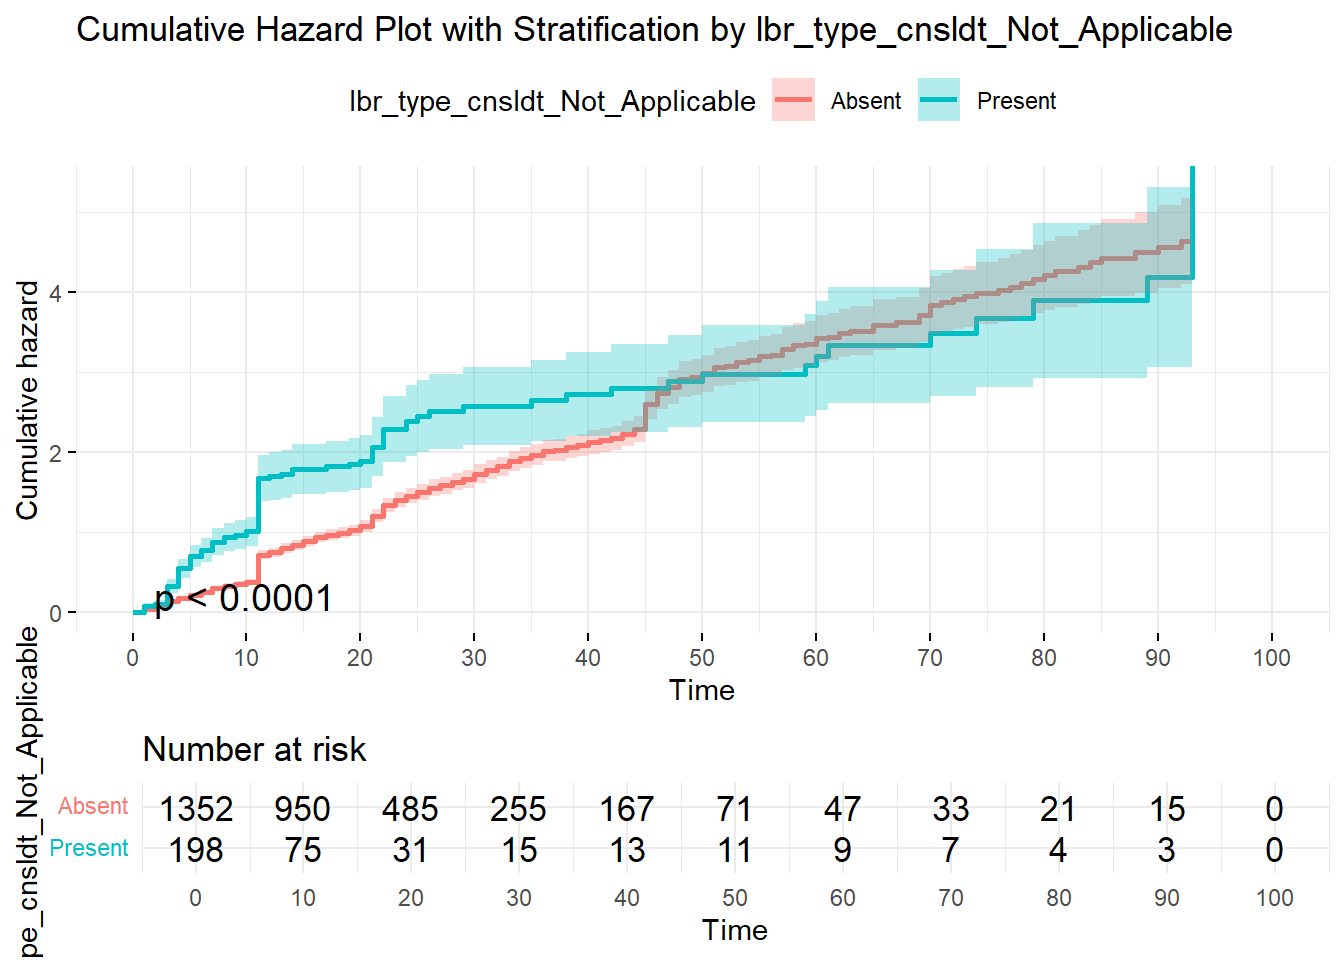 Cumulative Hazard Plot with Stratification by lbr_type_cnsldt_Not_Applicable
lbr_type_cnsldt_Not_Applicable Absent Present
Cumulative hazard
4
2
0
p < 0.0001
0 10 20 30 40 50 60 70 80 90 100
Time
pe_cnsldt_Not_Applicable
Number at risk
Absent 1352 950 485 255 167 71 47 33 21 15 0
Present 198 75 31 15 13 11 9 7 4 3 0
0 10 20 30 40 50 60 70 80 90 100
Time